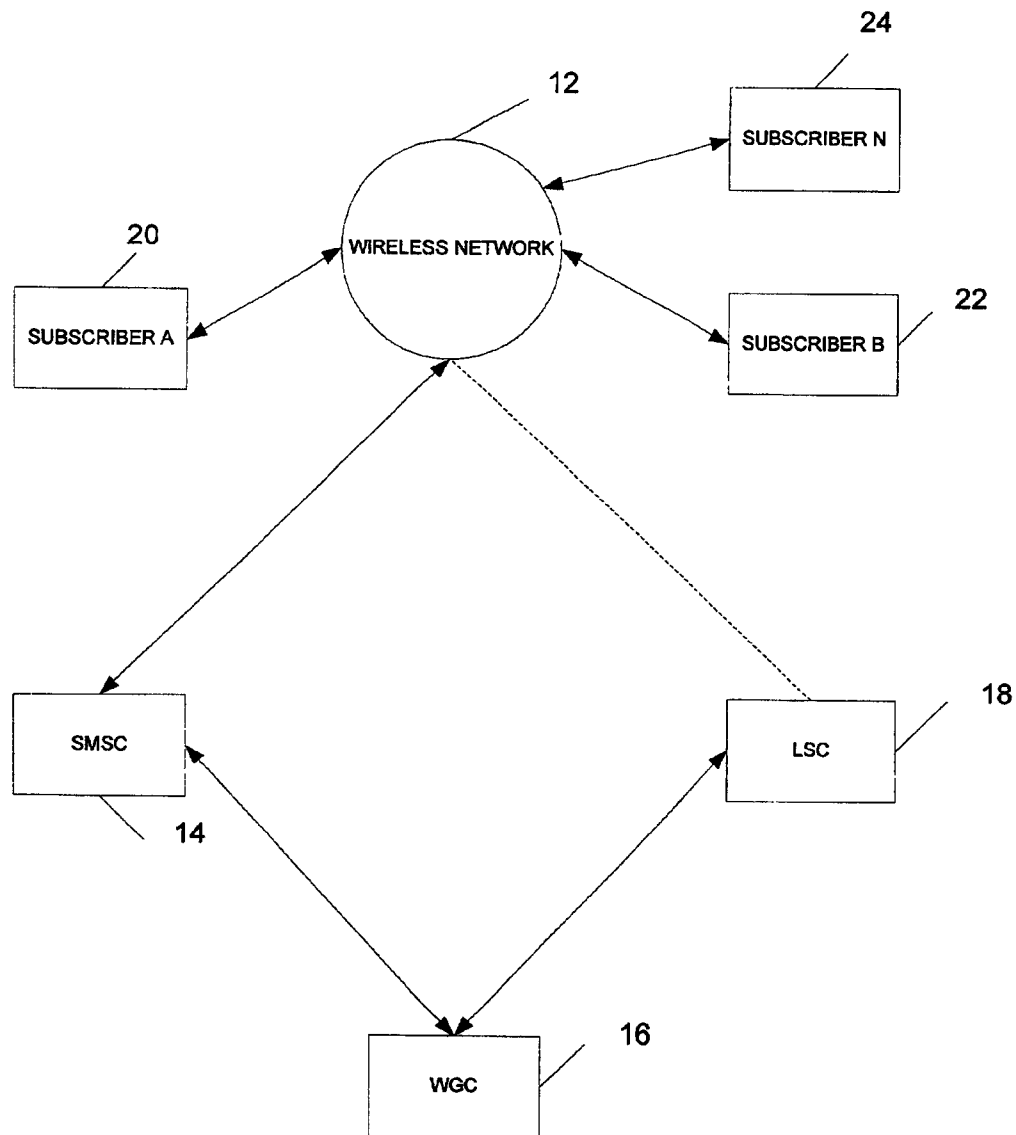 24
12
SUBSCRIBER N
WIRELESS NETWORK
20
22
SUBSCRIBER A
SUBSCRIBER B
18
SMSC
LSC
14
16
WGC